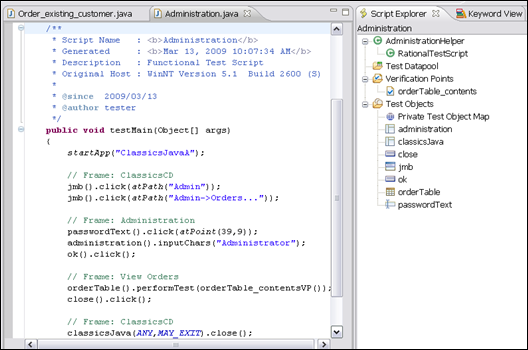 Order_existing_customer.java
Administration.java
/**
* Script Name   : <b>Administration</b>
* Generated     : <b>Mar 13, 2009 10:07:34 AM</b>
* Description   : Functional Test Script
* Original Host : WinNT Version 5.1  Build 2600 (S)
*
* @since  2009/03/13
* @author tester
*/
public void testMain(Object[] args)
{
startApp("ClassicsJavaA");
// Frame: ClassicsCD
jmb().click(atPath("Admin"));
jmb().click(atPath("Admin->Orders..."));
// Frame: Administration
passwordText().click(atPoint(39,9));
administration().inputChars("Administrator");
ok().click();
// Frame: View Orders
orderTable().performTest(orderTable_contentsVP());
close().click();
// Frame: ClassicsCD
classicsJava(ANY,MAY_EXIT).close();
Script Explorer
Keyword View
Administration
AdministrationHelper
RationalTestScript
Test Datapool
Verification Points
orderTable_contents
Test Objects
Private Test Object Map
administration
classicsJava
close
jmb
ok
orderTable
passwordText